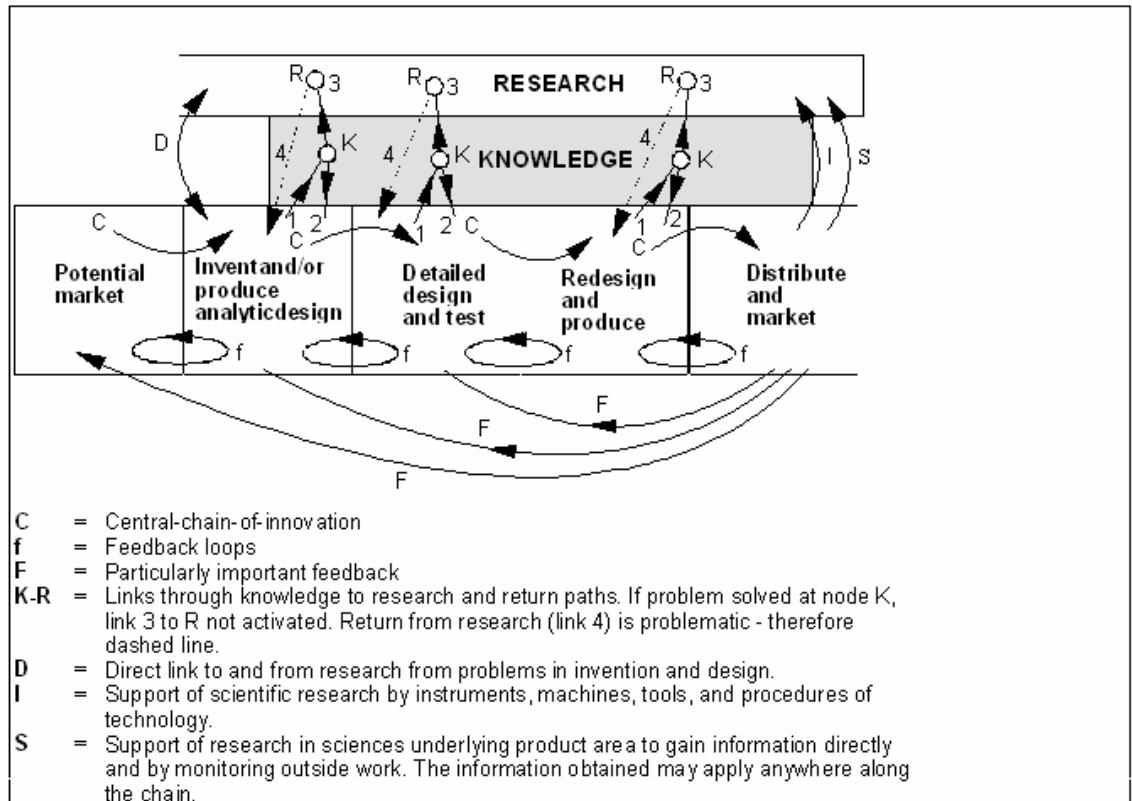 R 3 R 3 RESEARCH R 3
D 4 K 4 K KNOWLEDGE 4 K I S
C 1 2 C 1 2 C 1 2 C
Potential
market
Inventand/or
produce
analyticdesign
Detailed
design
and test
Redesign
and
produce
Distribute
and
market
f f f f
F
F
F
C = Central-chain-of-innovation
f = Feedback loops
F = Particularly important feedback
K-R = Links through knowledge to research and return paths. If problem solved at node K,
link 3 to R not activated. Return from research (link 4) is problematic - therefore
dashed line.
D = Direct link to and from research from problems in invention and design.
I = Support of scientific research by instruments, machines, tools, and procedures of
technology.
S = Support of research in sciences underlying product area to gain information directly
and by monitoring outside work. The information obtained may apply anywhere along
the chain.